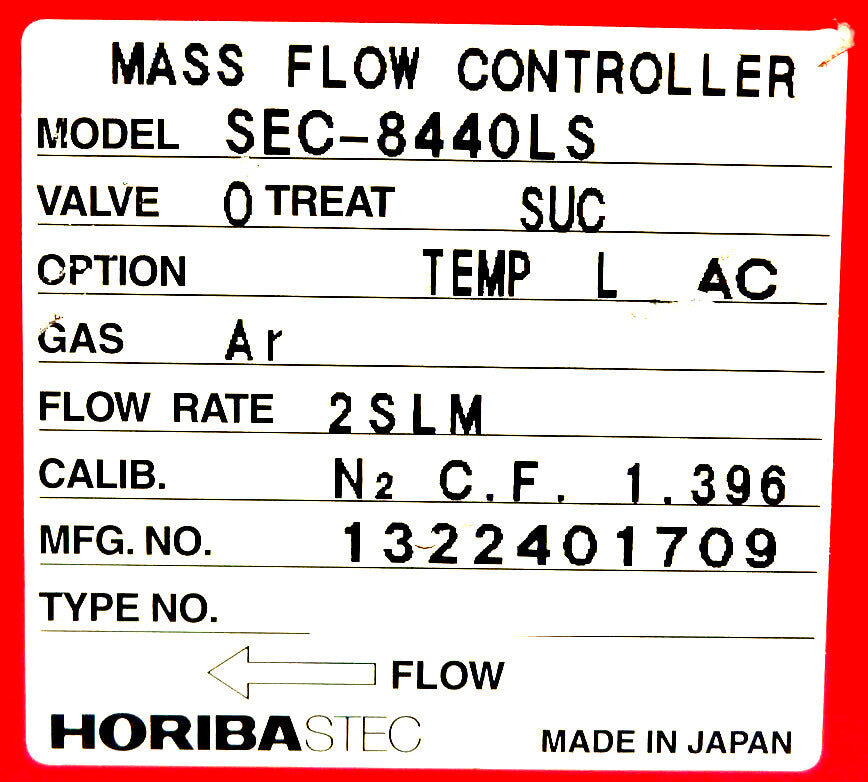 MASS FLOW CONTROLLER
MODEL SEC-8440LS
VALVE O TREAT SUC
OPTION TEMP L AC
GAS Ar
FLOW RATE 2SLM
CALIB. N2 C.F. 1.396
MFG. NO. 1322401709
TYPE NO.
FLOW
HORIBASTEC MADE IN JAPAN